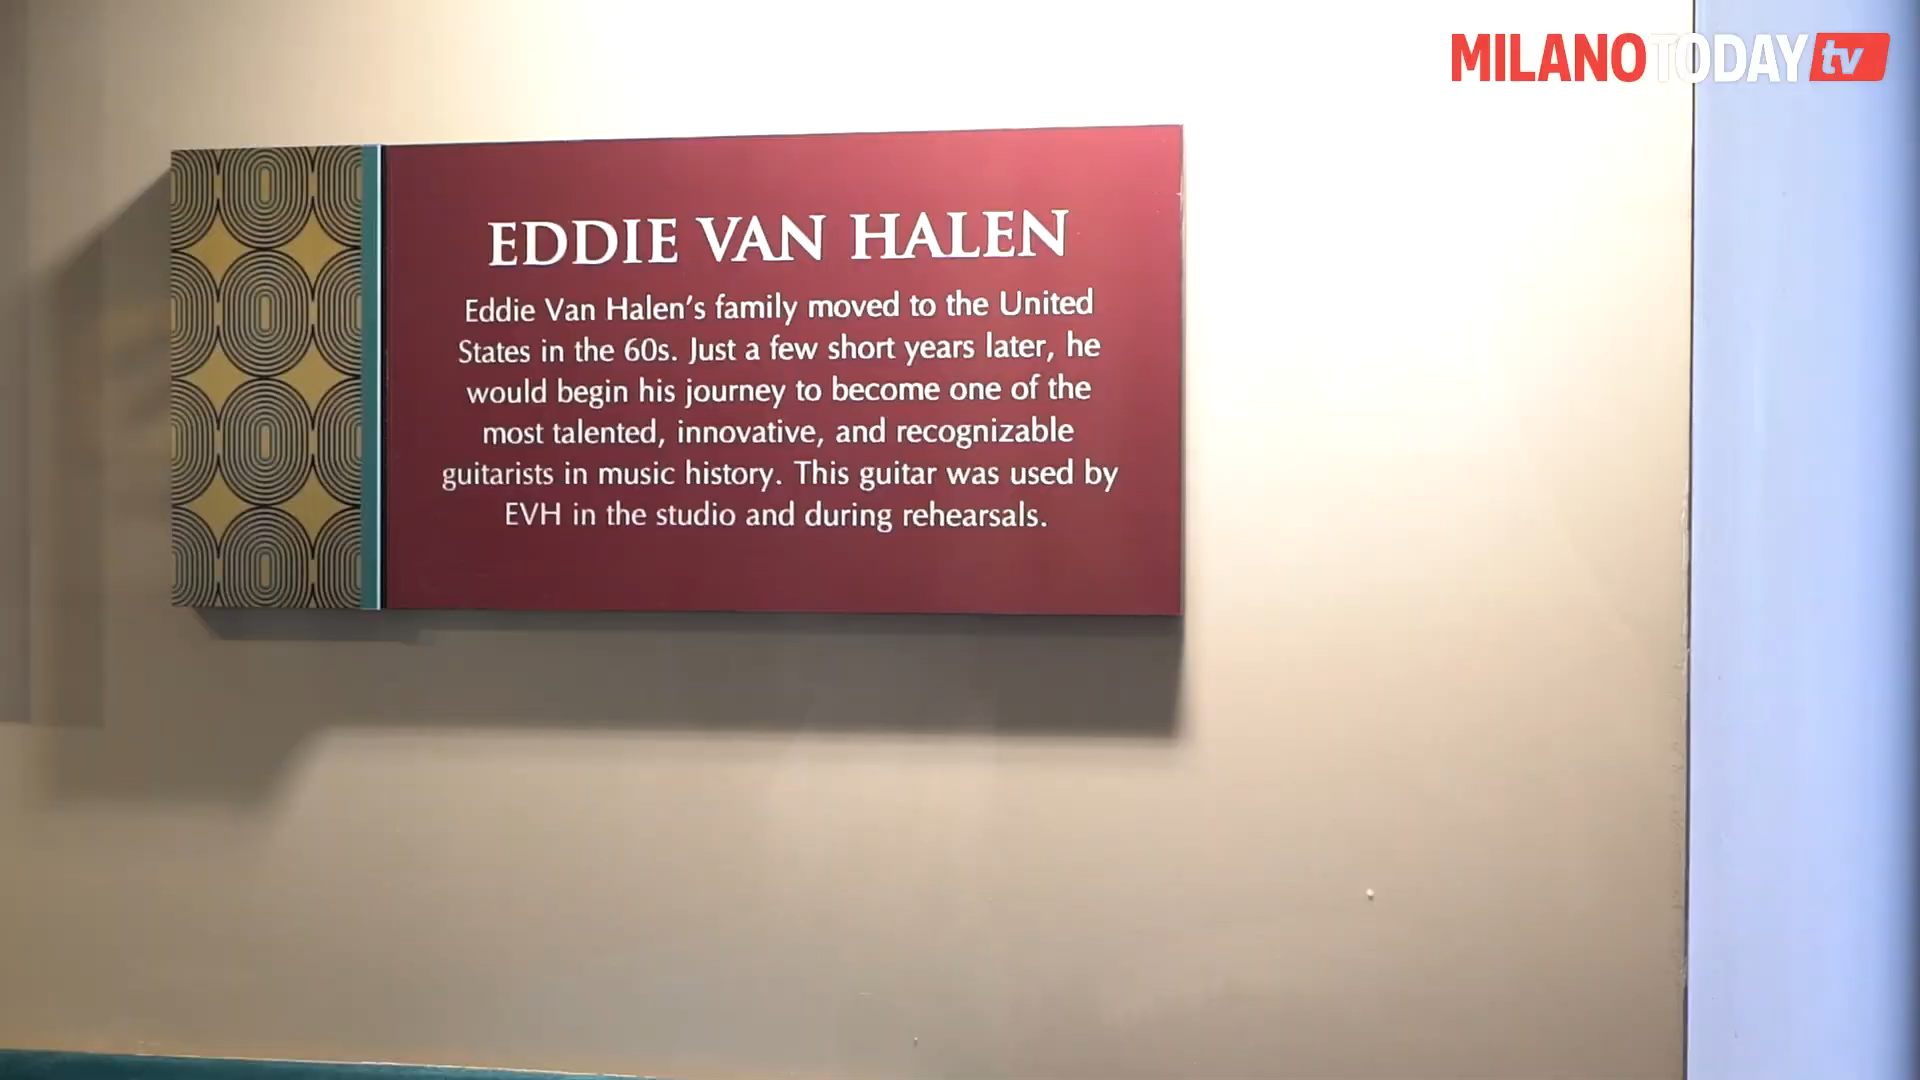 MILANOTODAY tv
EDDIE VAN HALEN
Eddie Van Halen's family moved to the United
States in the 60s. Just a few short years later, he
would begin his journey to become one of the
most talented, innovative, and recognizable
guitarists in music history. This guitar was used by
EVH in the studio and during rehearsals.